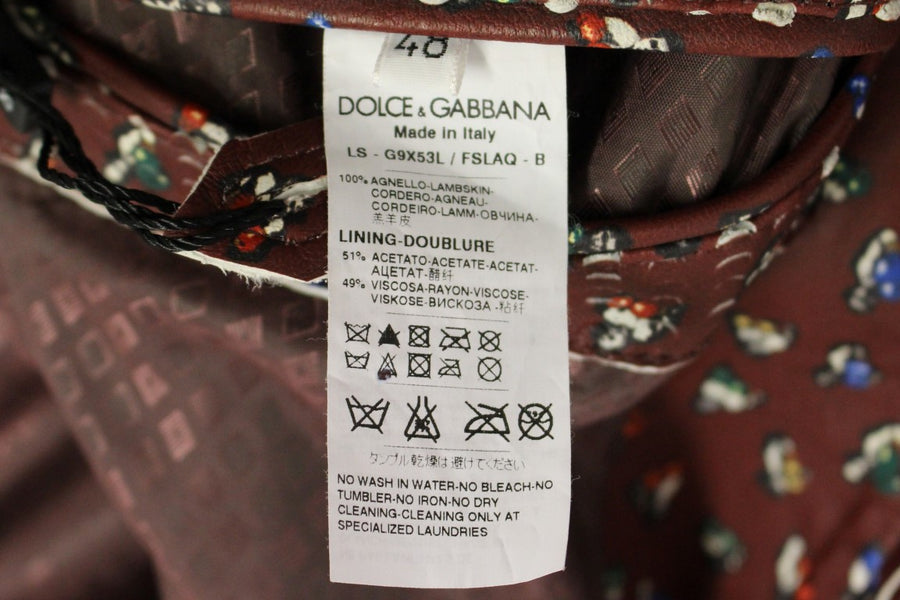 48
DOLCE & GABBANA
Made in Italy
LS - G9X53L / FSLAQ - B
100% AGNELLO-LAMBSKIN-
CORDERO-AGNEAU-
CORDEIRO-LAMM-ОВЧИНА-
羔羊皮
LINING-DOUBLURE
51% ACETATO-ACETATE-ACETAT-
АЦЕТАТ-醋纤
49% VISCOSA-RAYON-VISCOSE-
VISKOSE-ВИСКОЗА-粘纤
タンブル乾燥は避けてください
NO WASH IN WATER-NO BLEACH-NO
TUMBLER-NO IRON-NO DRY
CLEANING-CLEANING ONLY AT
SPECIALIZED LAUNDRIES